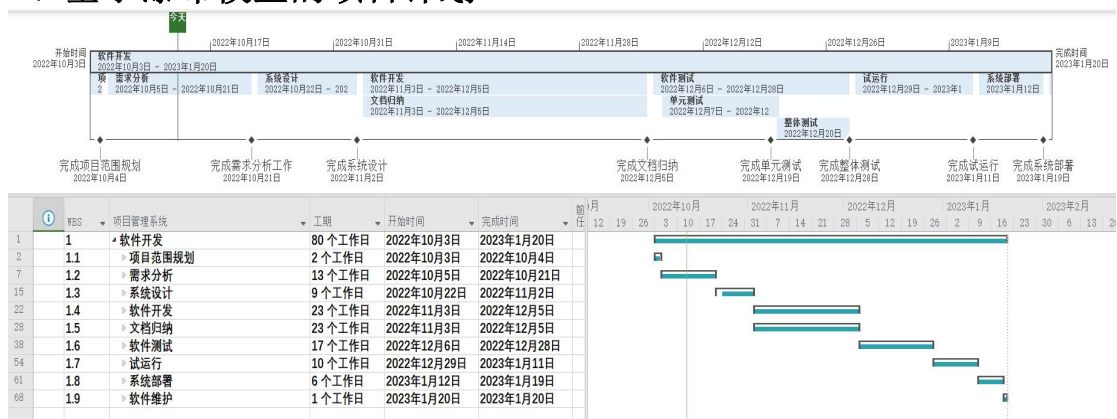 今天
2022年10月17日 2022年10月31日 2022年11月14日 2022年11月28日 2022年12月12日 2022年12月26日 2023年1月9日
开始时间
2022年10月3日
软件开发
2022年10月3日 - 2023年1月20日
完成时间
2023年1月20日
项 需求分析 系统设计 软件开发 软件测试 试运行 系统部署
2 2022年10月5日 - 2022年10月21日 2022年10月22日 - 202 2022年11月3日 - 2022年12月5日 2022年12月6日 - 2022年12月28日 2022年12月29日 - 2023年1 2023年1月12日
文档归纳 单元测试
2022年11月3日 - 2022年12月5日 2022年12月7日 - 2022年12
整体测试
2022年12月20日
完成项目范围规划 完成需求分析工作 完成系统设计 完成文档归纳 完成单元测试 完成整体测试 完成试运行 完成系统部署
2022年10月4日 2022年10月21日 2022年11月2日 2022年12月5日 2022年12月19日 2022年12月28日 2023年1月11日 2023年1月19日
WBS 项目管理系统 工期 开始时间 完成时间 前任
月 2022年10月 2022年11月 2022年12月 2023年1月 2023年2月
12 19 26 3 10 17 24 31 7 14 21 28 5 12 19 26 2 9 16 23 30 6 13
1 1 软件开发 80 个工作日 2022年10月3日 2023年1月20日
2 1.1 项目范围规划 2 个工作日 2022年10月3日 2022年10月4日
7 1.2 需求分析 13 个工作日 2022年10月5日 2022年10月21日
15 1.3 系统设计 9 个工作日 2022年10月22日 2022年11月2日
22 1.4 软件开发 23 个工作日 2022年11月3日 2022年12月5日
28 1.5 文档归纳 23 个工作日 2022年11月3日 2022年12月5日
38 1.6 软件测试 17 个工作日 2022年12月6日 2022年12月28日
54 1.7 试运行 10 个工作日 2022年12月29日 2023年1月11日
61 1.8 系统部署 6 个工作日 2023年1月12日 2023年1月19日
68 1.9 软件维护 1 个工作日 2023年1月20日 2023年1月20日